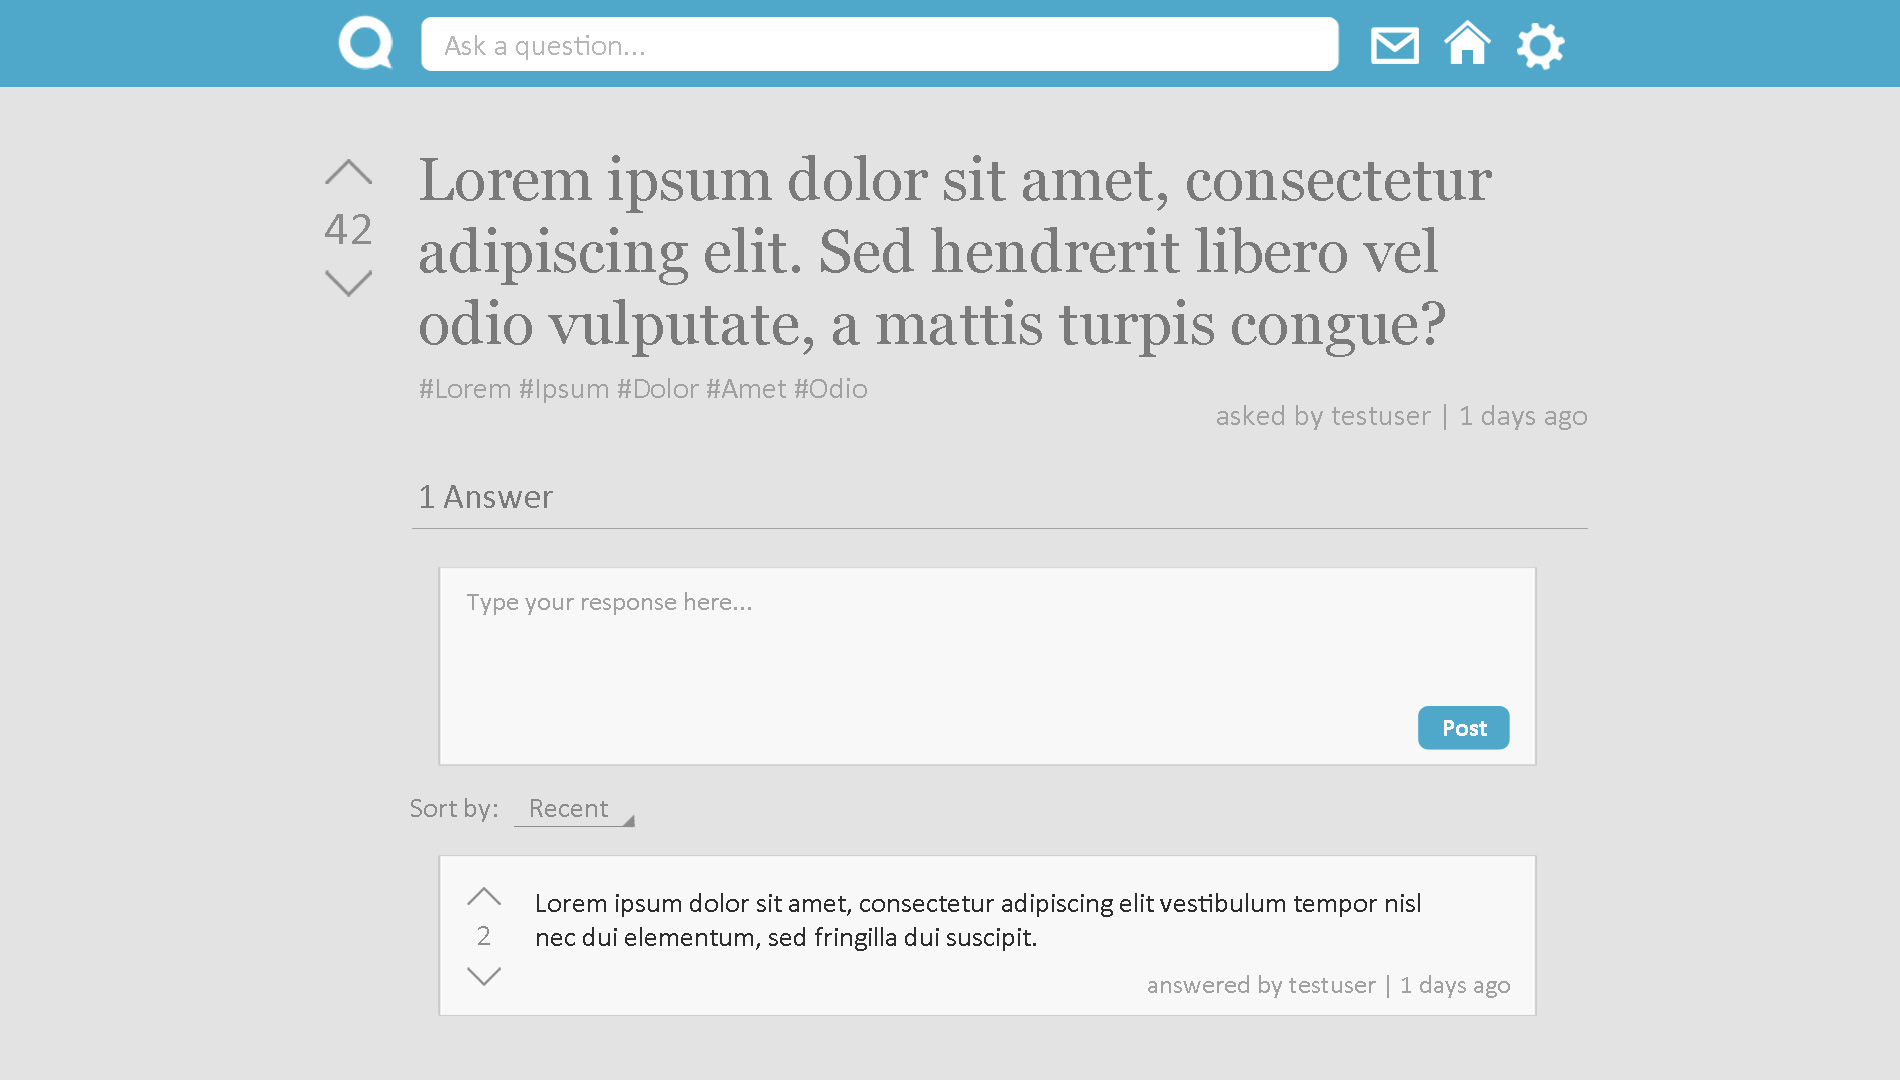 Ask a question...
42
Lorem ipsum dolor sit amet, consectetur
adipiscing elit. Sed hendrerit libero vel
odio vulputate, a mattis turpis congue?
#Lorem #Ipsum #Dolor #Amet #Odio
asked by testuser | 1 days ago
1 Answer
Type your response here...
Post
Sort by: Recent
2
Lorem ipsum dolor sit amet, consectetur adipiscing elit vestibulum tempor nisl
nec dui elementum, sed fringilla dui suscipit.
answered by testuser | 1 days ago